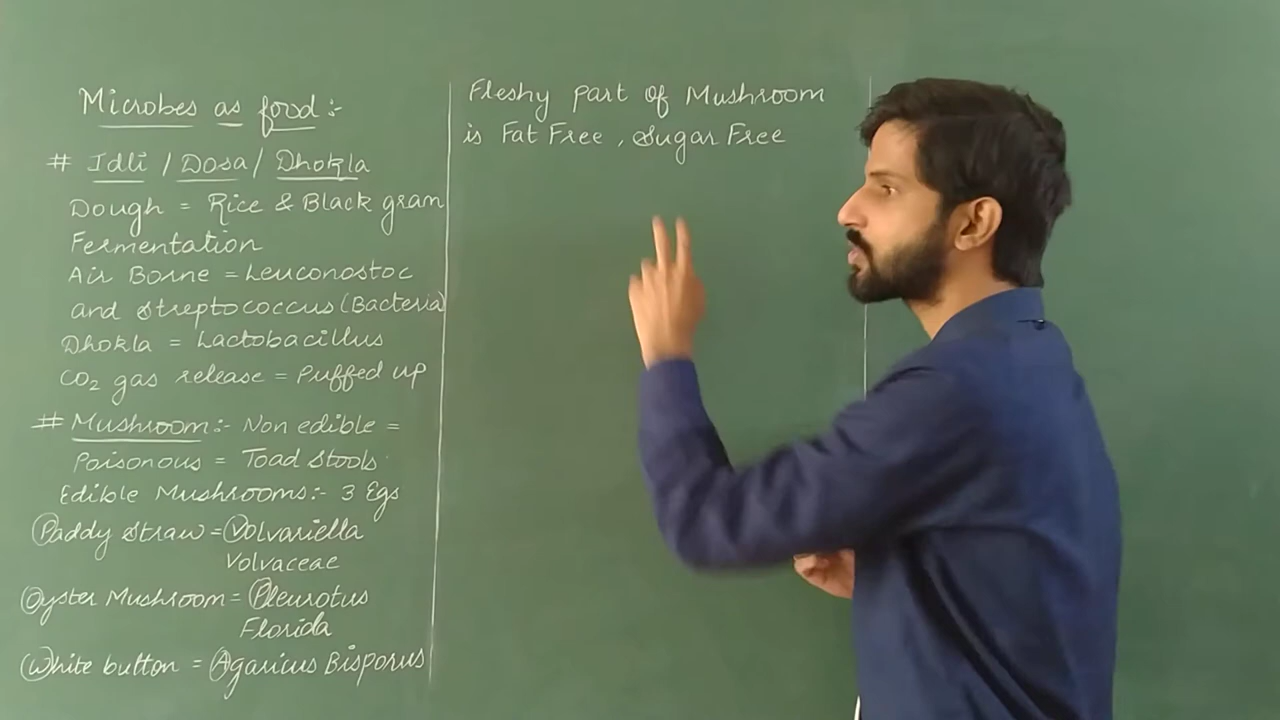 Microbes as food:-
# Idli / Dosa / Dhokla
Dough = Rice & Black gram
Fermentation
Air Borne = Leuconostoc
and Streptococcus (Bacteria)
Dhokla = Lactobacillus
CO2 gas release = Puffed up
# Mushroom:- Non edible =
Poisonous = Toad Stools
Edible Mushrooms:- 3 Egs
Paddy Straw = Volvariella
Volvaceae
Oyster Mushroom = Pleurotus
Florida
White button = Agaricus Bisporus
Fleshy Part of Mushroom
is Fat Free, Sugar Free